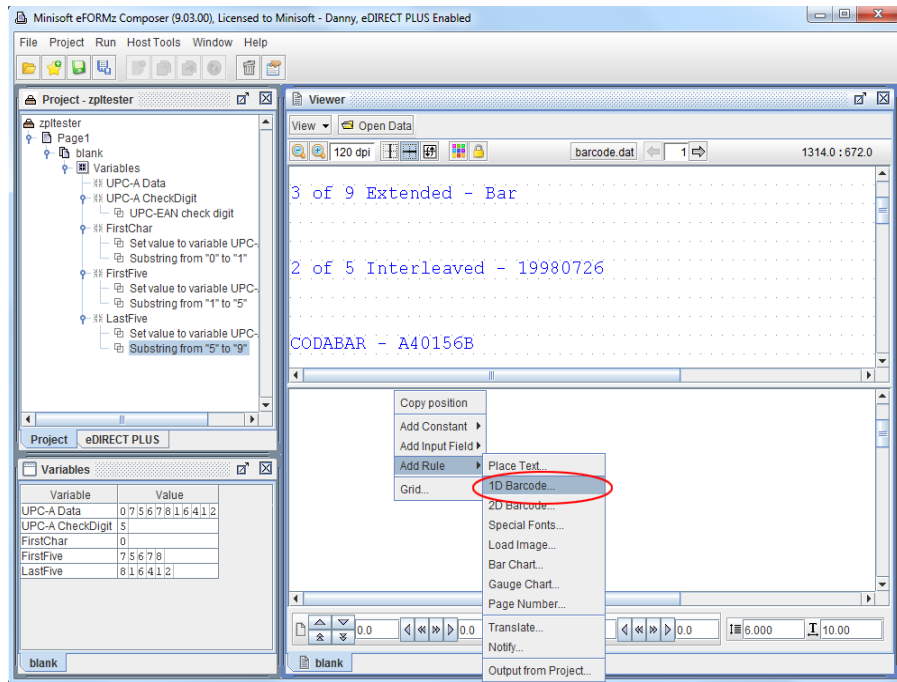 Minisoft eFORMz Composer (9.03.00), Licensed to Minisoft - Danny, eDIRECT PLUS Enabled
File Project Run HostTools Window Help
Project - zpltester
zpltester
Page1
blank
Variables
UPC-A Data
UPC-A CheckDigit
UPC-EAN check digit
FirstChar
Set value to variable UPC-
Substring from "0" to "1"
FirstFive
Set value to variable UPC-
Substring from "1" to "5"
LastFive
Set value to variable UPC-
Substring from "5" to "9"
Project eDIRECT PLUS
Variables
Variable Value
UPC-A Data 0 7 5 6 7 8 1 6 4 1 2
UPC-A CheckDigit 5
FirstChar 0
FirstFive 7 5 6 7 8
LastFive 8 1 6 4 1 2
blank
Viewer
View Open Data
120 dpi barcode.dat 1 1314.0 : 672.0
3 of 9 Extended - Bar
2 of 5 Interleaved - 19980726
CODABAR - A40156B
Copy position
Add Constant
Add Input Field
Add Rule
Grid...
Place Text...
1D Barcode...
2D Barcode...
Special Fonts...
Load Image...
Bar Chart...
Gauge Chart...
Page Number...
Translate...
Notify...
Output from Project...
0.0 0.0 0.0 6.000 10.00
blank